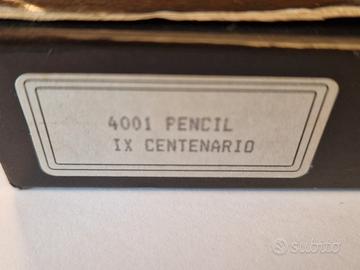 4001 PENCIL
IX CENTENARIO
subito